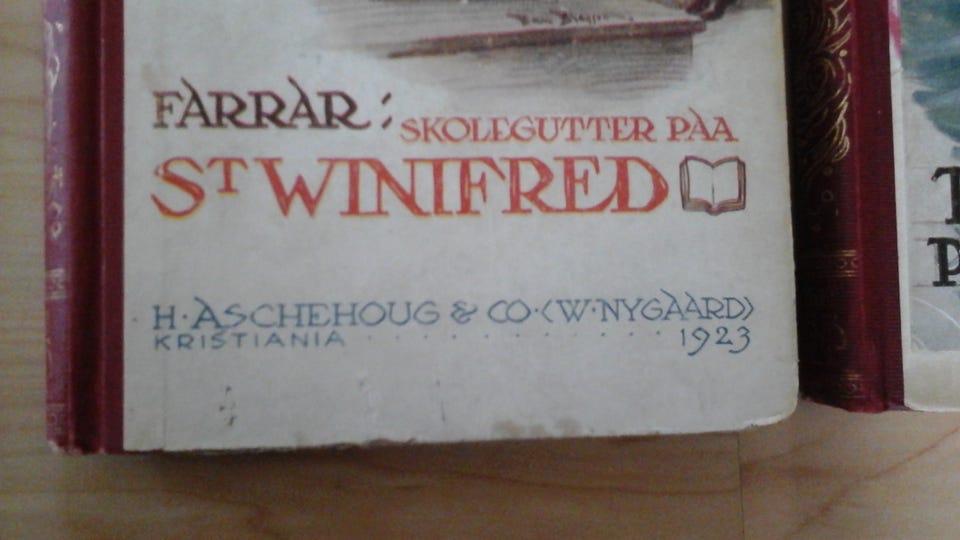 FARRAR:
SKOLEGUTTER PAA
ST WINIFRED
H. ASCHEHOUG & CO. (W. NYGAARD)
KRISTIANIA . . . . . . . . . . . . 1923